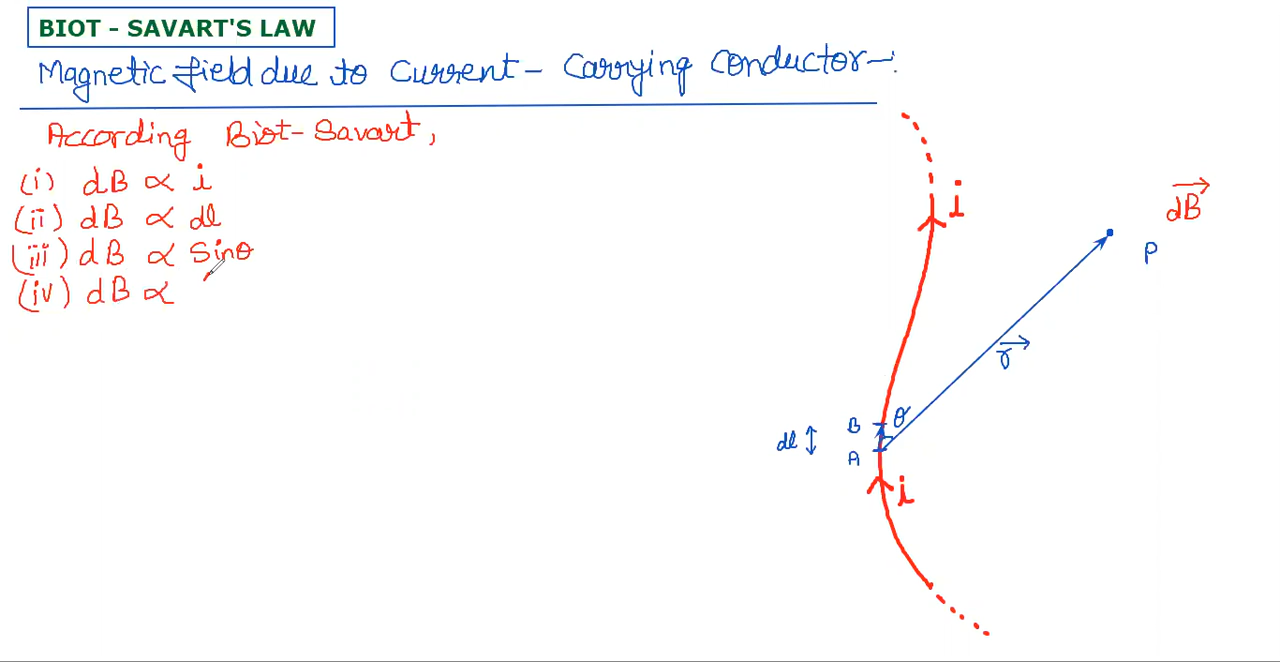 BIOT - SAVART'S LAW
Magnetic field due to Current - Carrying Conductor-:
According Biot-Savart,
(i) dB ∝ i
(ii) dB ∝ dl
(iii) dB ∝ Sinθ
(iv) dB ∝
i
dB
P
r
θ
B
dl
A
i